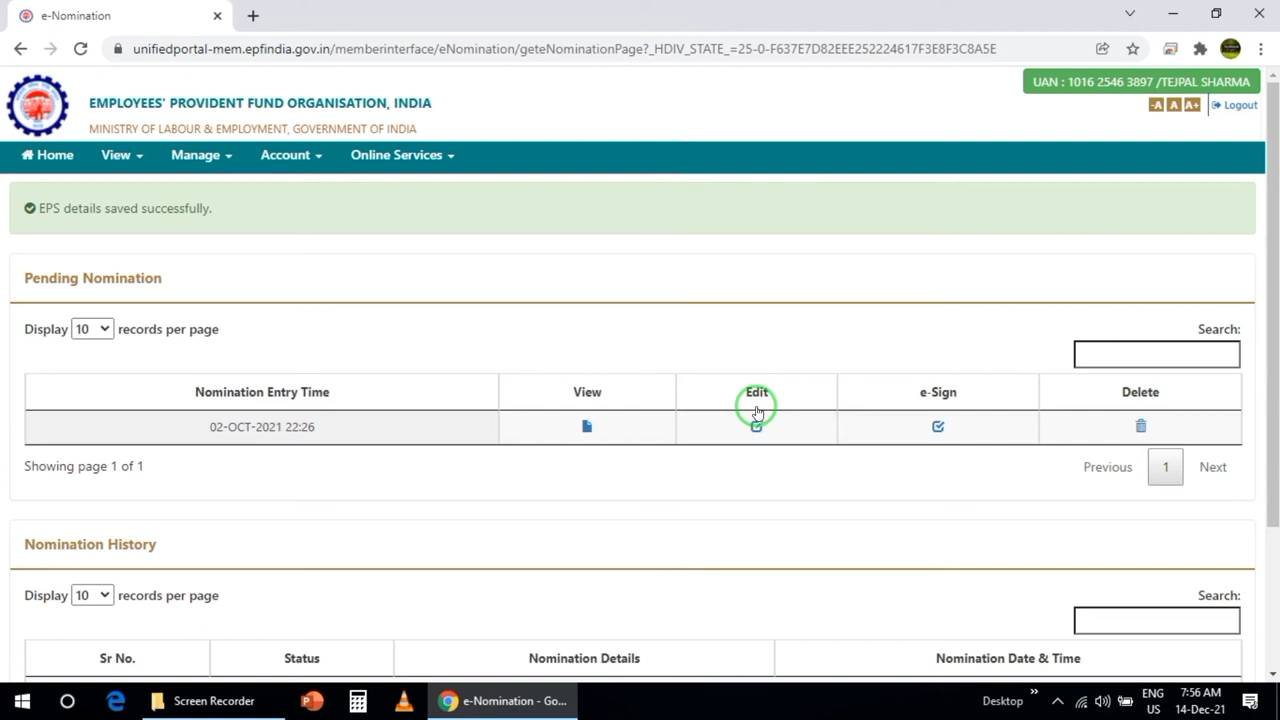 e-Nomination
unifiedportal-mem.epfindia.gov.in/memberinterface/eNomination/geteNominationPage?_HDIV_STATE_=25-0-F637E7D82EEE252224617F3E8F3C8A5E
UAN : 1016 2546 3897 /TEJPAL SHARMA
EMPLOYEES' PROVIDENT FUND ORGANISATION, INDIA
-A A A+ Logout
MINISTRY OF LABOUR & EMPLOYMENT, GOVERNMENT OF INDIA
Home View Manage Account Online Services
EPS details saved successfully.
Pending Nomination
Display 10 records per page
Search:
Nomination Entry Time View Edit e-Sign Delete
02-OCT-2021 22:26
Showing page 1 of 1
Previous 1 Next
Nomination History
Display 10 records per page
Search:
Sr No. Status Nomination Details Nomination Date & Time
Screen Recorder
e-Nomination - Go...
Desktop
ENG
US
7:56 AM
14-Dec-21